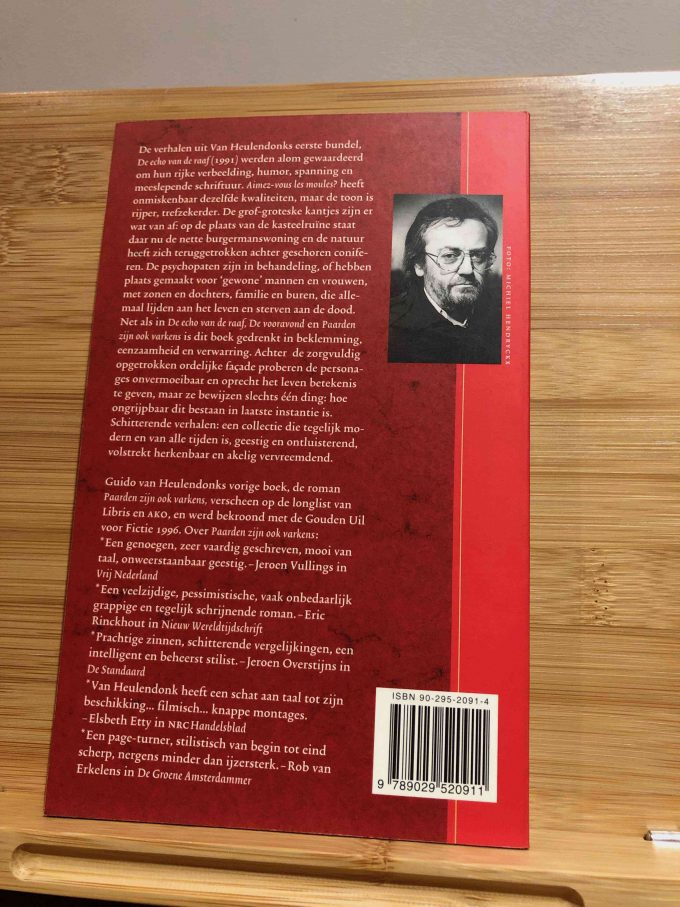 De verhalen uit Van Heulendonks eerste bundel,
De echo van de raaf (1991) werden alom gewaardeerd
om hun rijke verbeelding, humor, spanning en
meeslepende schriftuur. Aimez-vous les moules? heeft
onmiskenbaar dezelfde kwaliteiten, maar de toon is
rijper, trefzekerder. De grof-groteske kantjes zijn er
wat van af: op de plaats van de kasteelruïne staat
daar nu de nette burgermanswoning en de natuur
heeft zich teruggetrokken achter geschoren conife-
ren. De psychopaten zijn in behandeling, of hebben
plaats gemaakt voor 'gewone' mannen en vrouwen,
met zonen en dochters, familie en buren, die alle-
maal lijden aan het leven en sterven aan de dood.
Net als in De echo van de raaf, De vooravond en Paarden
zijn ook varkens is dit boek gedrenkt in beklemming,
eenzaamheid en verwarring. Achter de zorgvuldig
opgetrokken ordelijke façade proberen de persona-
ges onvermoeibaar en oprecht het leven betekenis
te geven, maar ze bewijzen slechts één ding: hoe
ongrijpbaar dit bestaan in laatste instantie is.
Schitterende verhalen: een collectie die tegelijk mo-
dern en van alle tijden is, geestig en ontluisterend,
volstrekt herkenbaar en akelig vervreemdend.
Guido van Heulendonks vorige boek, de roman
Paarden zijn ook varkens, verscheen op de longlist van
Libris en AKO, en werd bekroond met de Gouden Uil
voor Fictie 1996. Over Paarden zijn ook varkens:
*Een genoegen, zeer vaardig geschreven, mooi van
taal, onweerstaanbaar geestig. – Jeroen Vullings in
Vrij Nederland
*Een veelzijdige, pessimistische, vaak onbedaarlijk
grappige en tegelijk schrijnende roman. – Eric
Rinckhout in Nieuw Wereldtijdschrift
*Prachtige zinnen, schitterende vergelijkingen, een
intelligent en beheerst stilist. – Jeroen Overstijns in
De Standaard
*Van Heulendonk heeft een schat aan taal tot zijn
beschikking... filmisch... knappe montages.
– Elsbeth Etty in NRC Handelsblad
*Een page-turner, stilistisch van begin tot eind
scherp, nergens minder dan ijzersterk. – Rob van
Erkelens in De Groene Amsterdammer
FOTO: MICHIEL HENDRYCKX
ISBN 90-295-2091-4
9 789029 520911